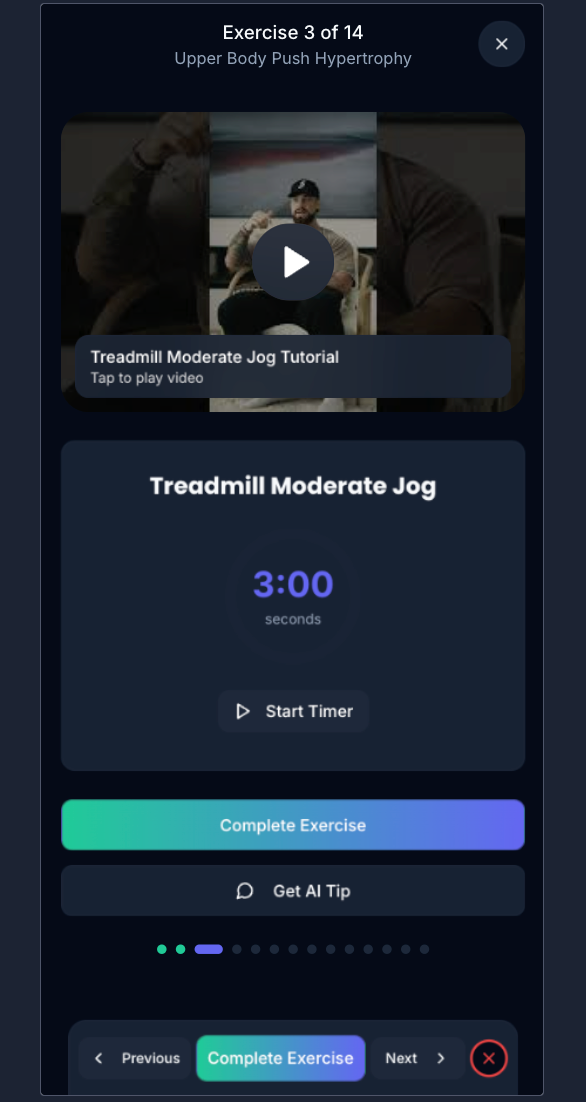 Exercise 3 of 14
Upper Body Push Hypertrophy
Treadmill Moderate Jog Tutorial
Tap to play video
Treadmill Moderate Jog
3:00
seconds
Start Timer
Complete Exercise
Get AI Tip
Previous
Complete Exercise
Next